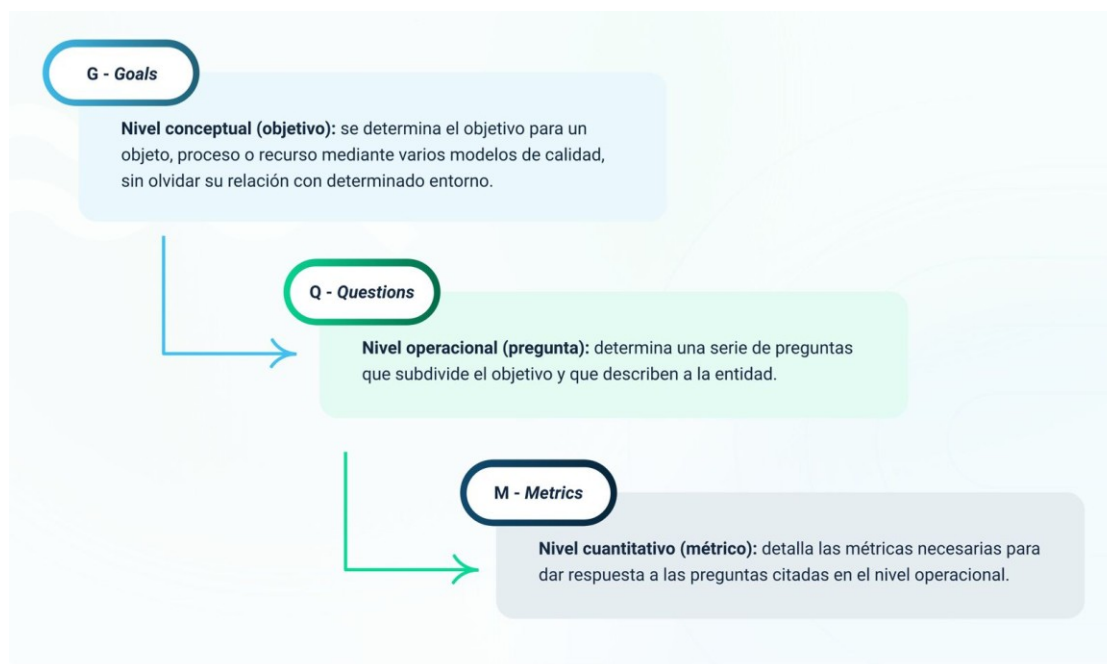 G - Goals
Nivel conceptual (objetivo): se determina el objetivo para un
objeto, proceso o recurso mediante varios modelos de calidad,
sin olvidar su relación con determinado entorno.
Q - Questions
Nivel operacional (pregunta): determina una serie de preguntas
que subdivide el objetivo y que describen a la entidad.
M - Metrics
Nivel cuantitativo (métrico): detalla las métricas necesarias para
dar respuesta a las preguntas citadas en el nivel operacional.